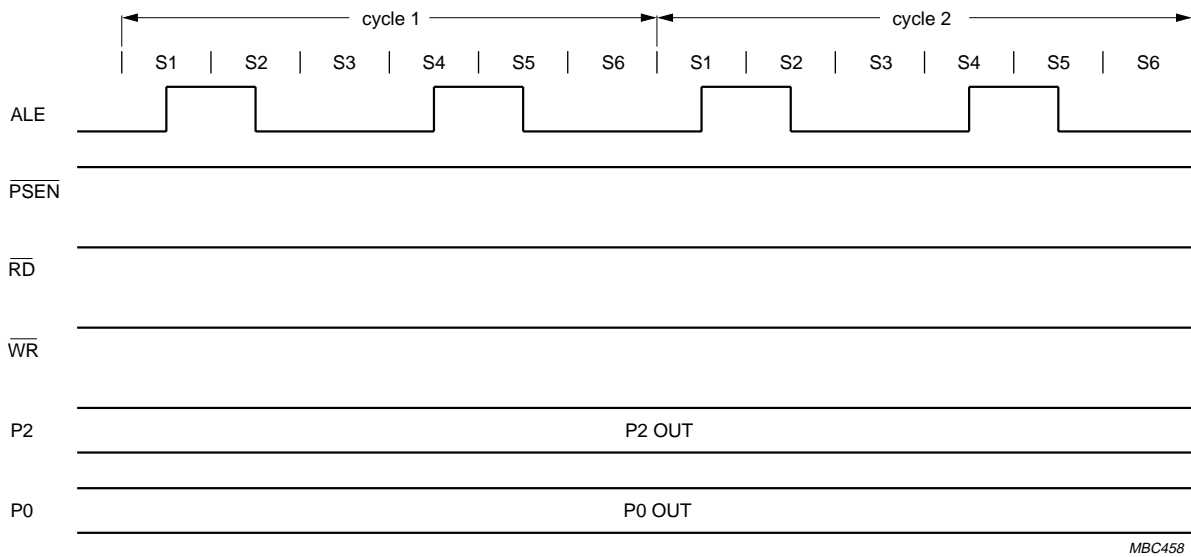 cycle 1 cycle 2
S1 S2 S3 S4 S5 S6 S1 S2 S3 S4 S5 S6
ALE
PSEN
RD
WR
P2 P2 OUT
P0 P0 OUT
MBC458